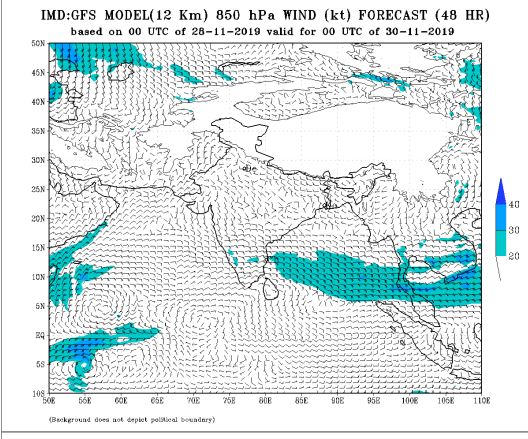 IMD:GFS MODEL(12 Km) 850 hPa WIND (kt) FORECAST (48 HR)
based on 00 UTC of 28-11-2019 valid for 00 UTC of 30-11-2019
50N
45N
40N
35N
30N
25N
20N
15N
10N
5N
EQ
5S
10S
50E 55E 60E 65E 70E 75E 80E 85E 90E 95E 100E 105E 110E
40
30
20
(Background does not depict political boundary)